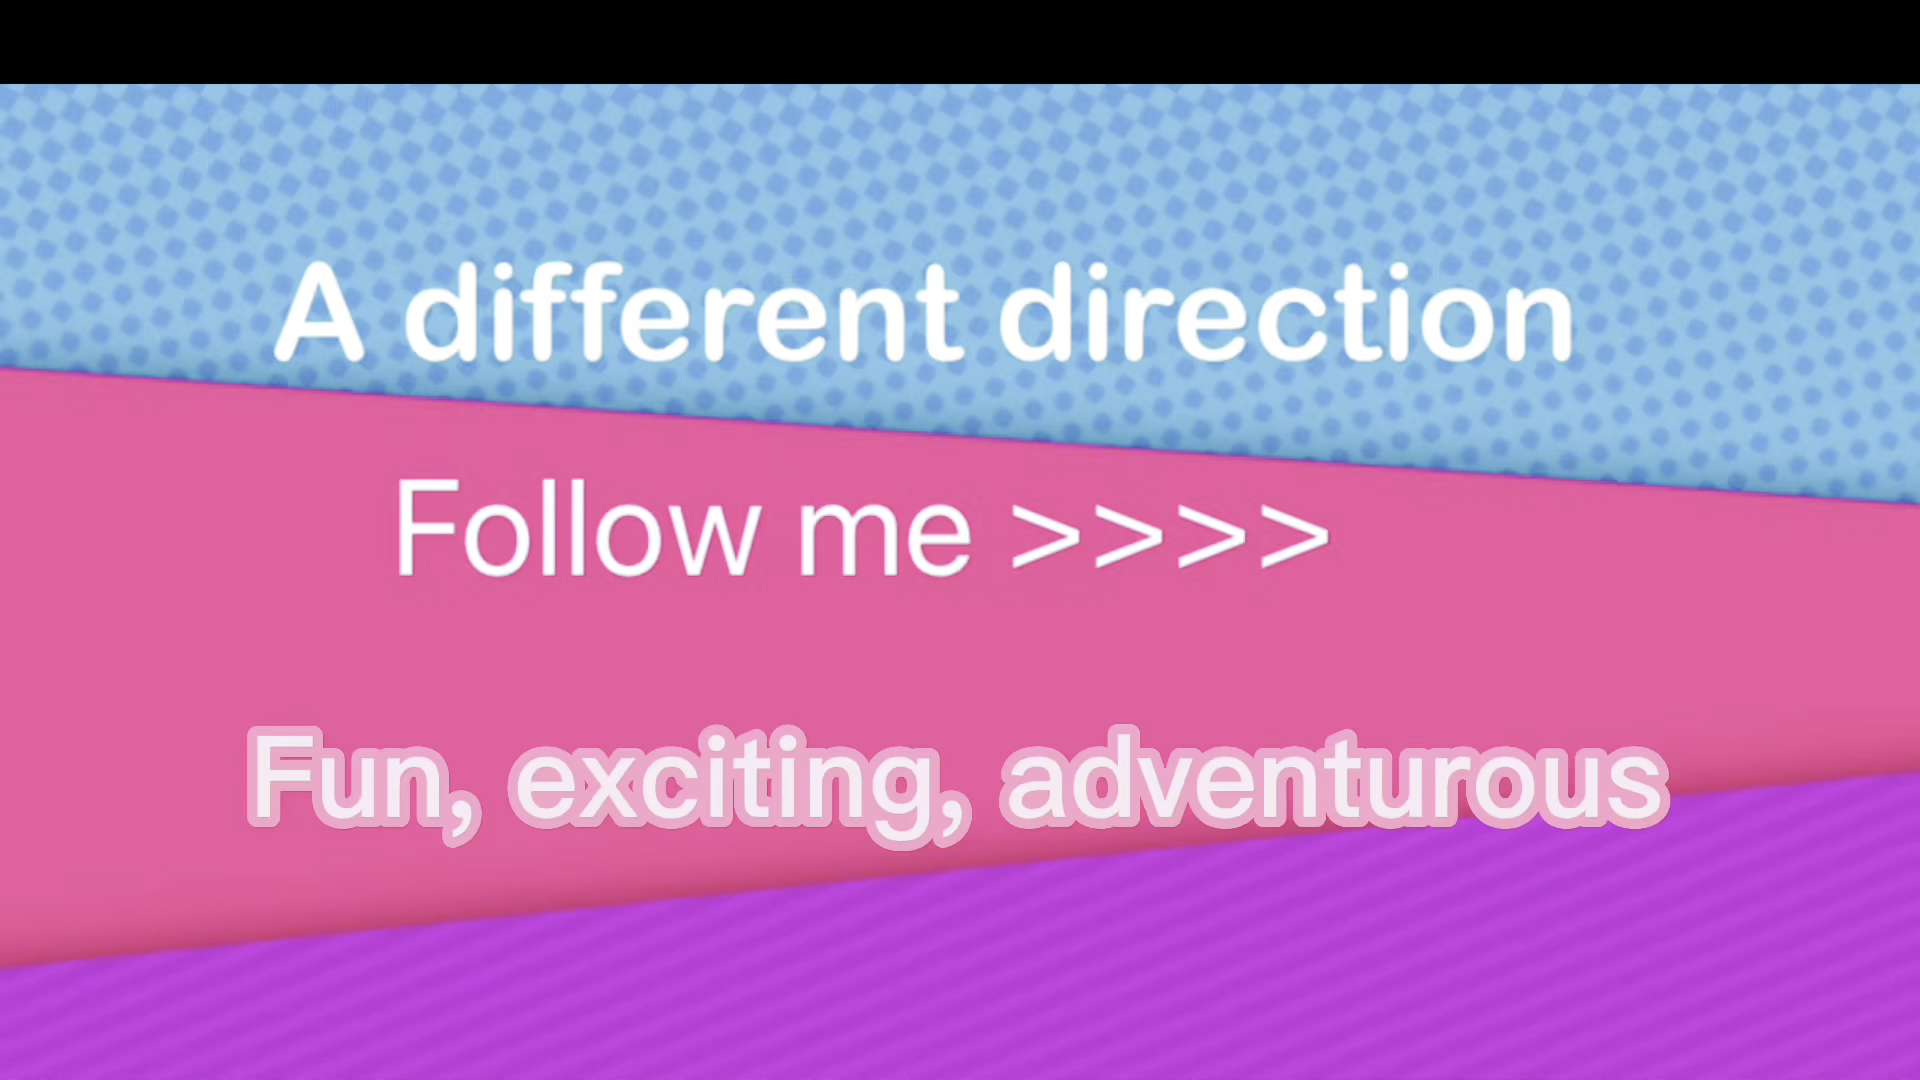 A different direction
Follow me >>>>
Fun, exciting, adventurous